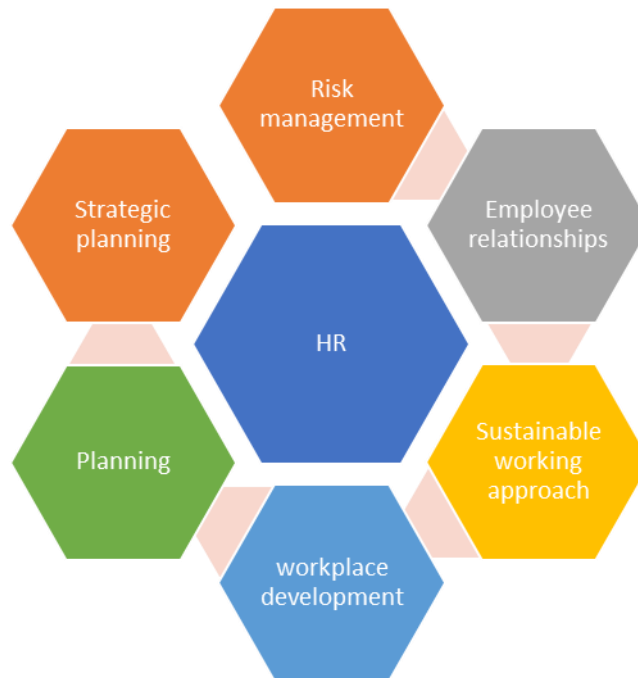 Risk
management
Employee
relationships
Strategic
planning
HR
Sustainable
working
approach
Planning
workplace
development